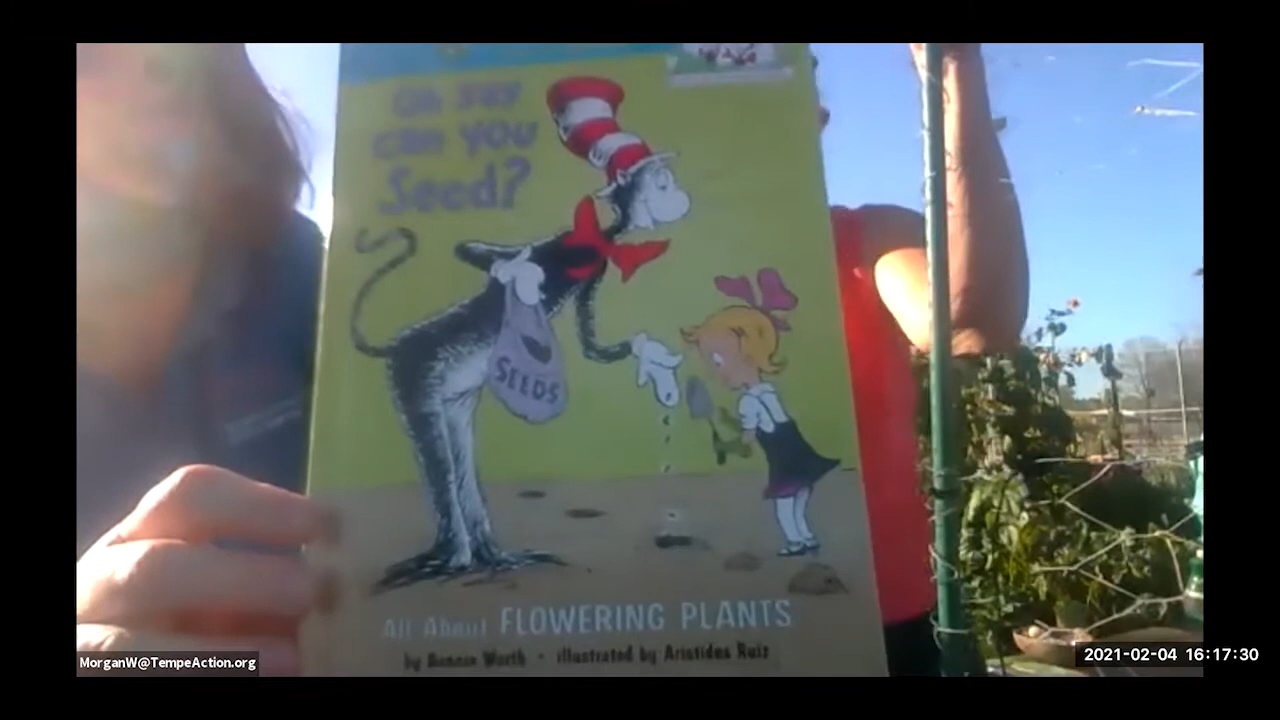 Oh say
can you
Seed?
SEEDS
All About FLOWERING PLANTS
by Bonnie Worth • illustrated by Aristides Ruiz
MorganW@TempeAction.org
2021-02-04 16:17:30